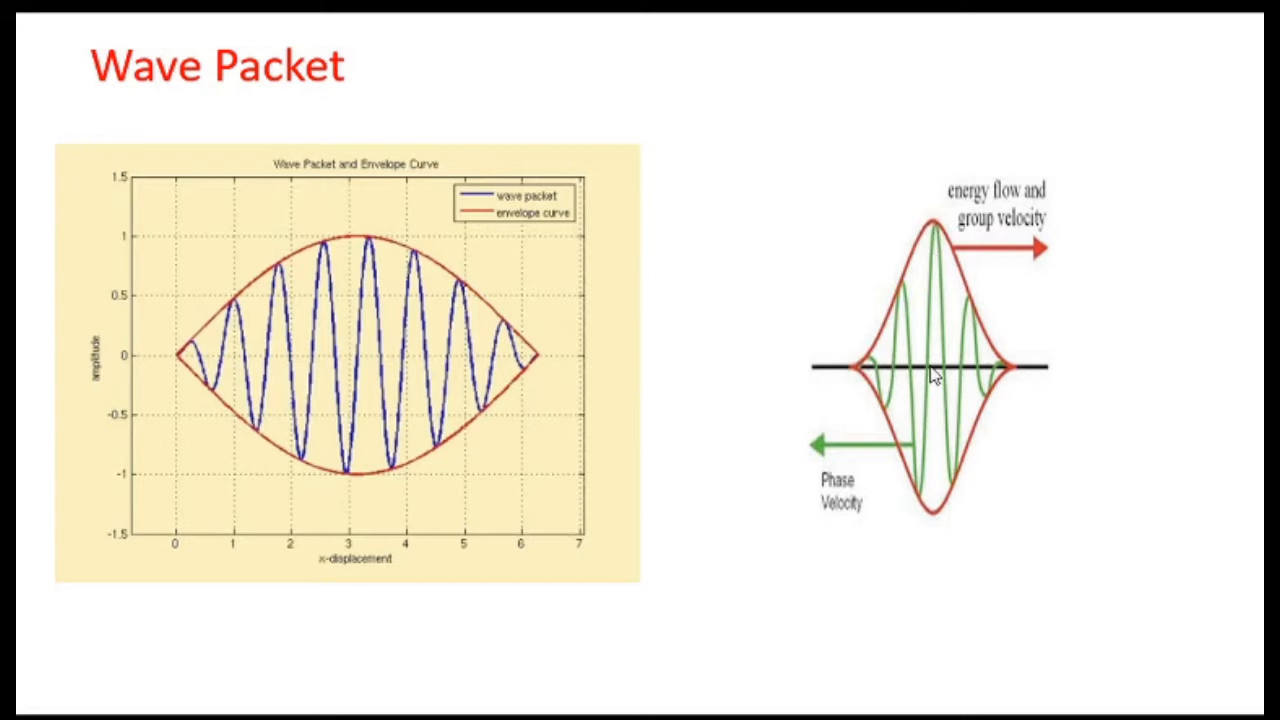 Wave Packet
Wave Packet and Envelope Curve
wave packet
envelope curve
1.5
1
0.5
0
-0.5
-1
-1.5
amplitude
0 1 2 3 4 5 6 7
x-displacement
energy flow and
group velocity
Phase
Velocity